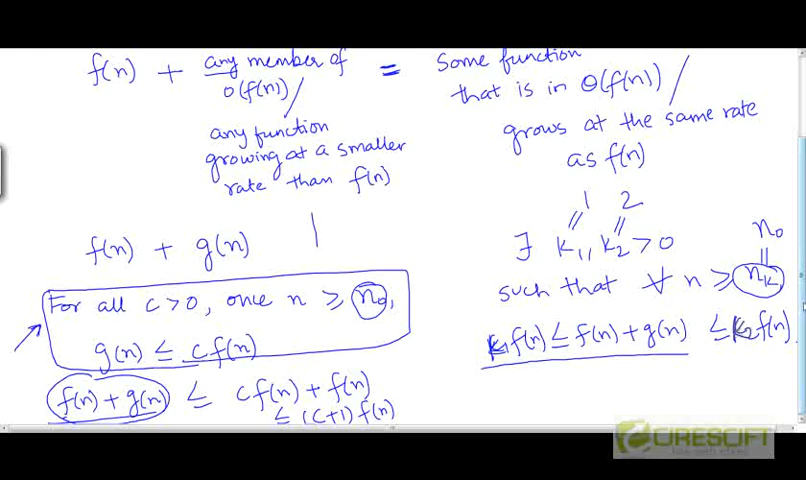 f(n) + any member of o(f(n)) = Some function that is in Θ(f(n))
any function growing at a smaller rate than f(n)
grows at the same rate as f(n)
f(n) + g(n) |
For all c>0, once n ≥ n₀,
g(n) ≤ cf(n)
f(n) + g(n) ≤ cf(n) + f(n)
≤ (c+1) f(n)
1 2
∃ k₁, k₂ > 0
n₀
such that ∀ n ≥ nk
k₁f(n) ≤ f(n) + g(n) ≤ k₂f(n)
CIRESOFT